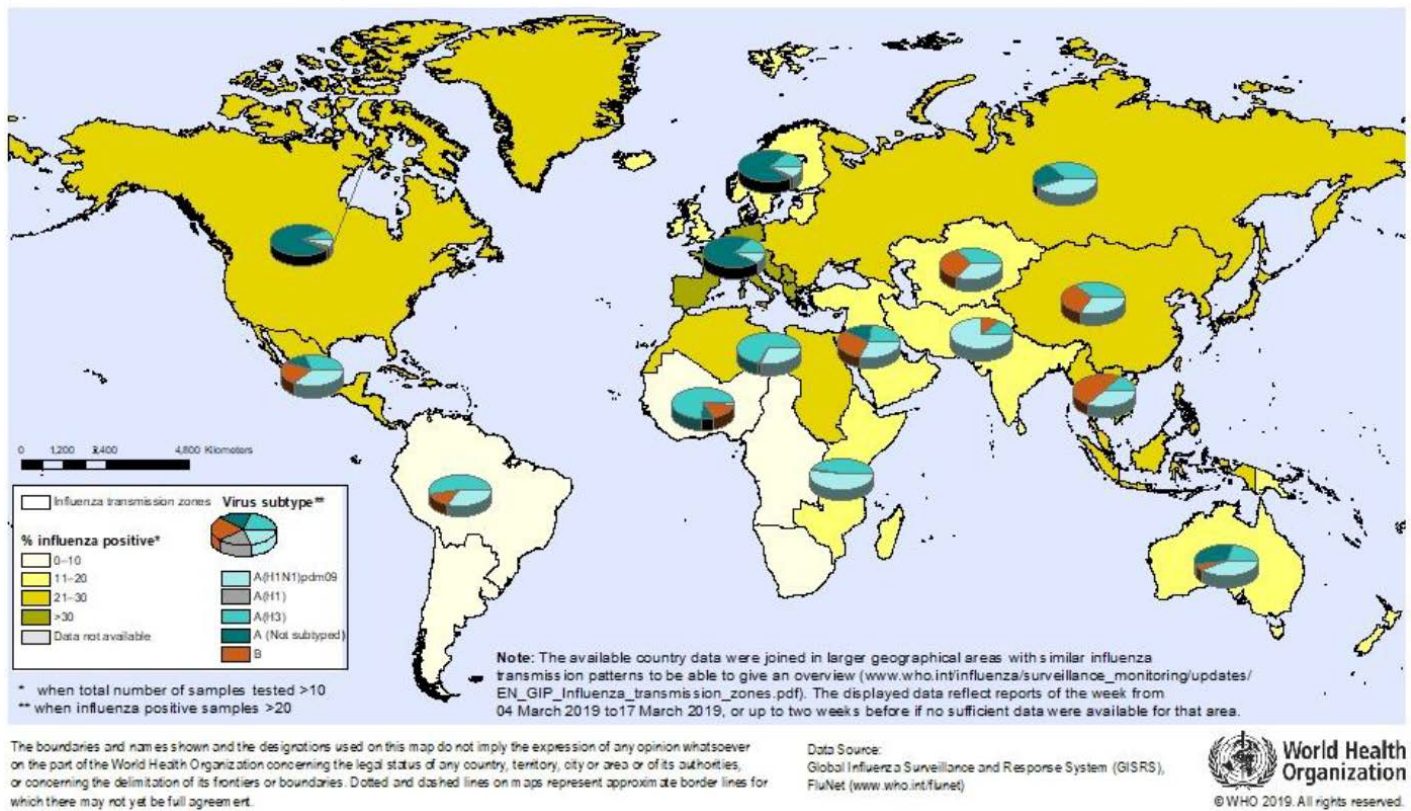 0 1,200 2,400 4,800 Kilometers
Influenza transmission zones
Virus subtype**
% influenza positive*
0–10
11–20
21–30
>30
Data not available
A(H1N1)pdm09
A(H1)
A(H3)
A (Not subtyped)
B
* when total number of samples tested >10
** when influenza positive samples >20
Note: The available country data were joined in larger geographical areas with similar influenza
transmission patterns to be able to give an overview (www.who.int/influenza/surveillance_monitoring/updates/
EN_GIP_Influenza_transmission_zones.pdf). The displayed data reflect reports of the week from
04 March 2019 to17 March 2019, or up to two weeks before if no sufficient data were available for that area.
The boundaries and names shown and the designations used on this map do not imply the expression of any opinion whatsoever
on the part of the World Health Organization concerning the legal status of any country, territory, city or area or of its authorities,
or concerning the delimitation of its frontiers or boundaries. Dotted and dashed lines on maps represent approximate border lines for
which there may not yet be full agreement.
Data Source:
Global Influenza Surveillance and Response System (GISRS),
FluNet (www.who.int/flunet)
World Health
Organization
© WHO 2019. All rights reserved.